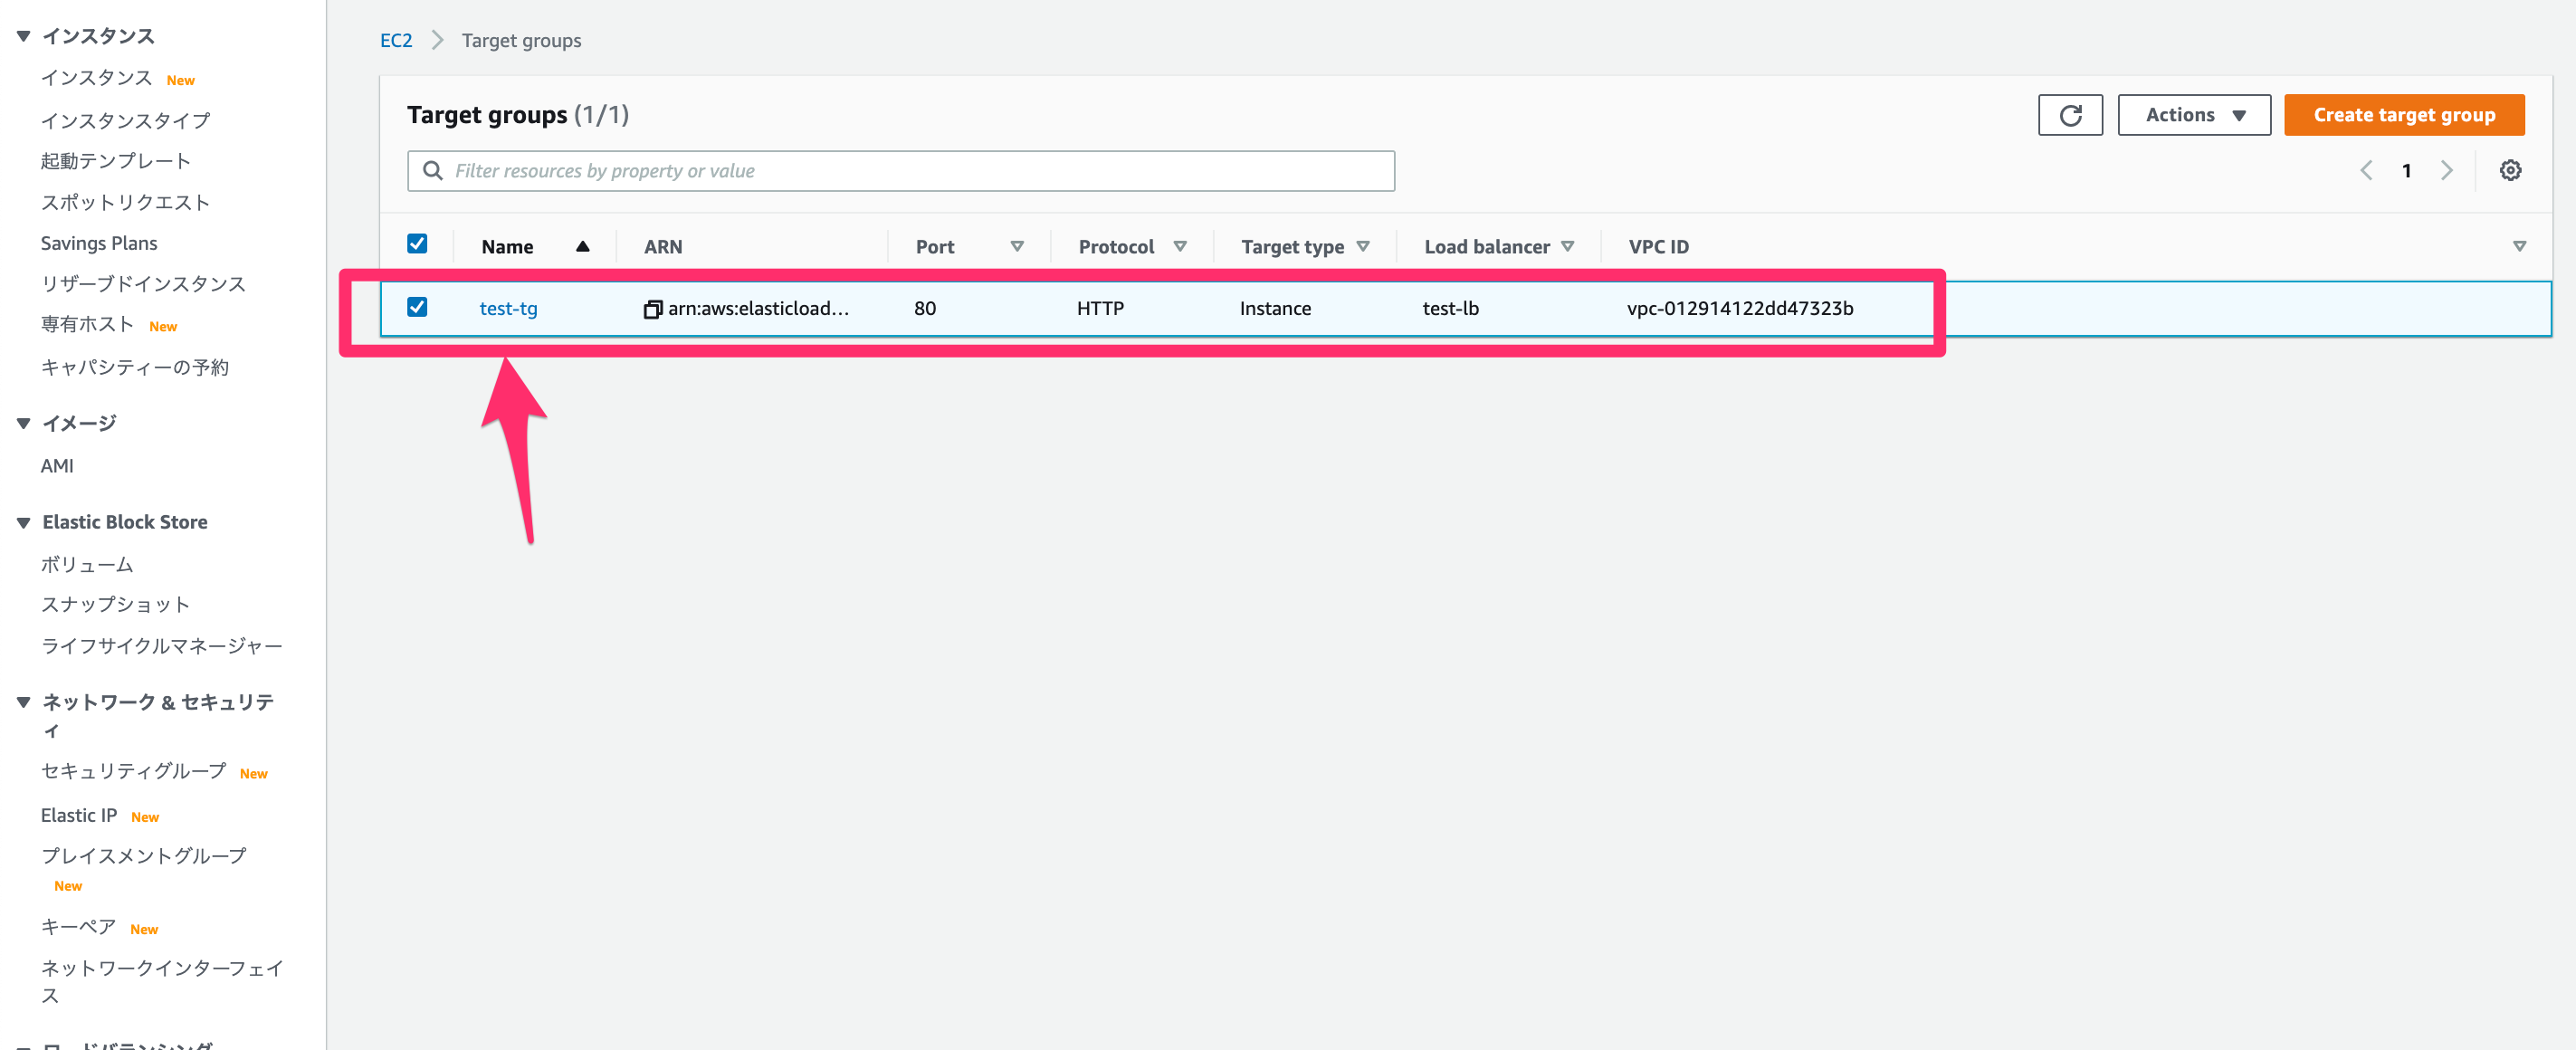 インスタンス
インスタンス New
インスタンスタイプ
起動テンプレート
スポットリクエスト
Savings Plans
リザーブドインスタンス
専有ホスト New
キャパシティーの予約
イメージ
AMI
Elastic Block Store
ボリューム
スナップショット
ライフサイクルマネージャー
ネットワーク & セキュリテ
ィ
セキュリティグループ New
Elastic IP New
プレイスメントグループ
New
キーペア New
ネットワークインターフェイ
ス
ロードバランシング
EC2 Target groups
Target groups (1/1)
Actions
Create target group
Filter resources by property or value
1
Name ARN Port Protocol Target type Load balancer VPC ID
test-tg arn:aws:elasticload... 80 HTTP Instance test-lb vpc-012914122dd47323b